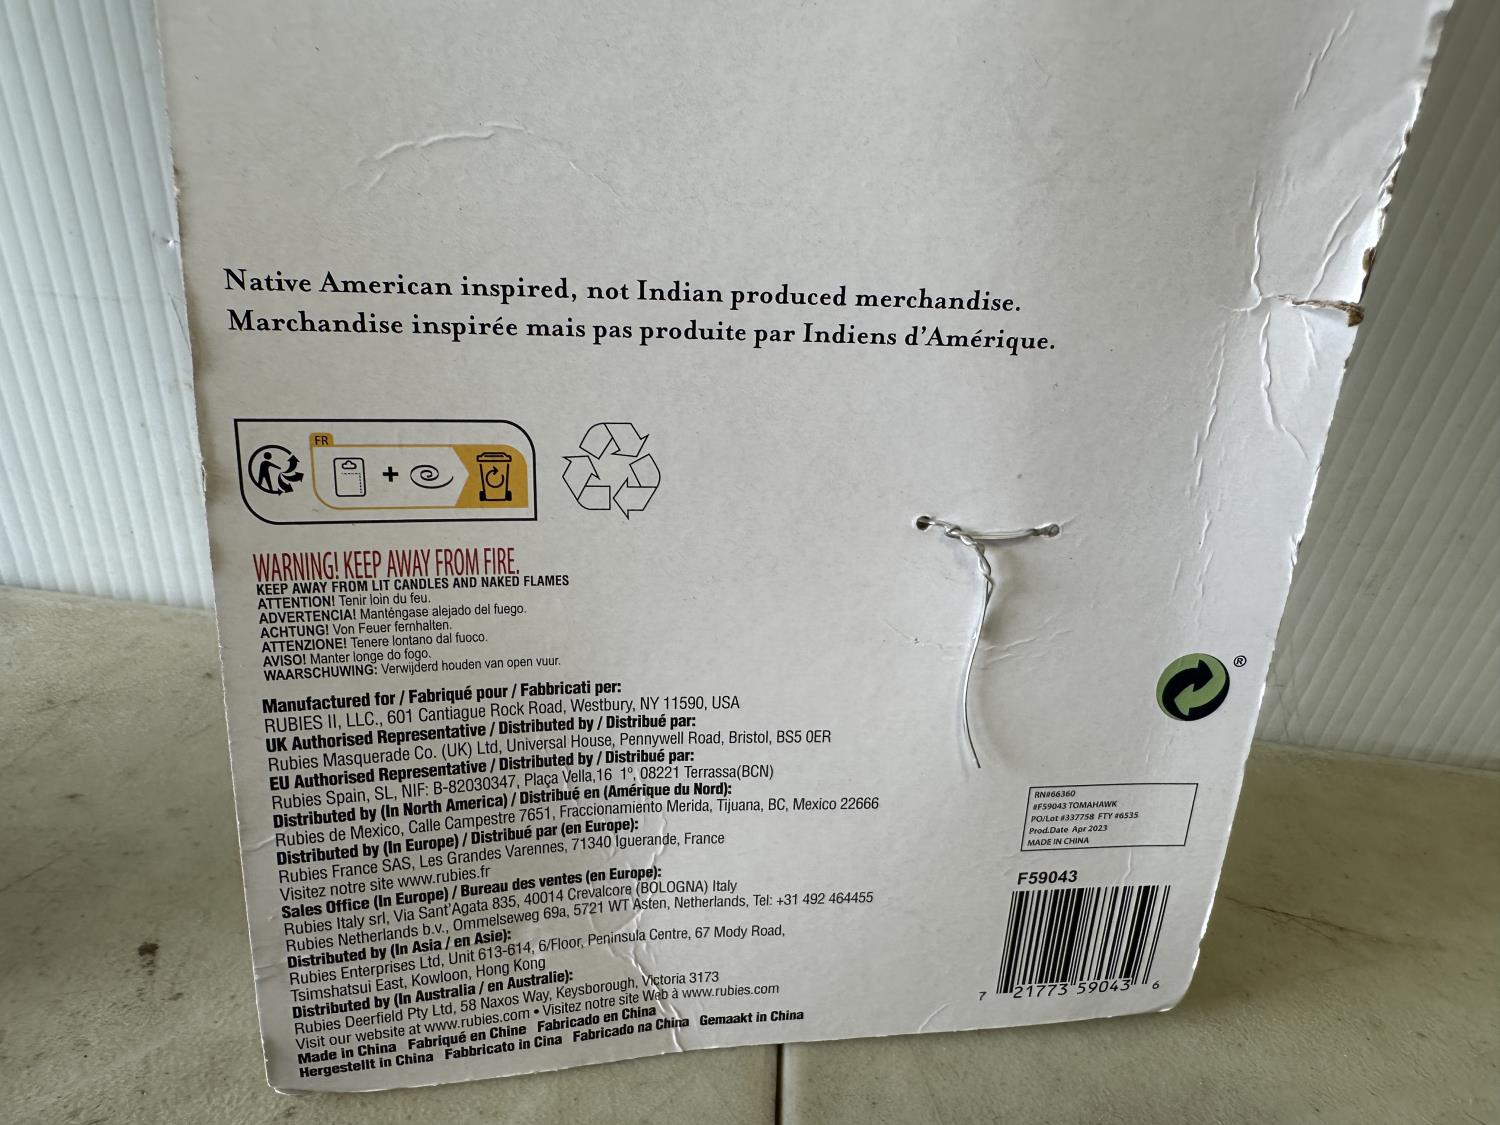 Native American inspired, not Indian produced merchandise.
Marchandise inspirée mais pas produite par Indiens d'Amérique.
FR
WARNING! KEEP AWAY FROM FIRE.
KEEP AWAY FROM LIT CANDLES AND NAKED FLAMES
ATTENTION! Tenir loin du feu.
ADVERTENCIA! Manténgase alejado del fuego.
ACHTUNG! Von Feuer fernhalten.
ATTENZIONE! Tenere lontano dal fuoco.
AVISO! Manter longe do fogo.
WAARSCHUWING: Verwijderd houden van open vuur.
Manufactured for / Fabriqué pour / Fabbricati per:
RUBIES II, LLC., 601 Cantiague Rock Road, Westbury, NY 11590, USA
UK Authorised Representative / Distributed by / Distribué par:
Rubies Masquerade Co. (UK) Ltd, Universal House, Pennywell Road, Bristol, BS5 0ER
EU Authorised Representative / Distributed by / Distribué par:
Rubies Spain, SL, NIF: B-82030347, Plaça Vella,16 1º, 08221 Terrassa(BCN)
Distributed by (In North America) / Distribué en (Amérique du Nord):
Rubies de Mexico, Calle Campestre 7651, Fraccionamiento Merida, Tijuana, BC, Mexico 22666
Distributed by (In Europe) / Distribué par (en Europe):
Rubies France SAS, Les Grandes Varennes, 71340 Iguerande, France
Visitez notre site www.rubies.fr
Sales Office (In Europe) / Bureau des ventes (en Europe):
Rubies Italy srl, Via Sant'Agata 835, 40014 Crevalcore (BOLOGNA) Italy
Rubies Netherlands b.v., Ommelseweg 69a, 5721 WT Asten, Netherlands, Tel: +31 492 464455
Distributed by (In Asia / en Asie):
Rubies Enterprises Ltd, Unit 613-614, 6/Floor, Peninsula Centre, 67 Mody Road,
Tsimshatsui East, Kowloon, Hong Kong
Distributed by (In Australia / en Australie):
Rubies Deerfield Pty Ltd, 58 Naxos Way, Keysborough, Victoria 3173
Visit our website at www.rubies.com • Visitez notre site Web à www.rubies.com
Made in China Fabriqué en Chine Fabricado en China
Hergestellt in China Fabbricato in Cina Fabricado na China Gemaakt in China
®
RN#66360
#F59043 TOMAHAWK
PO/Lot #337758 FTY #6535
Prod.Date Apr 2023
MADE IN CHINA
F59043
7 21773 59043 6